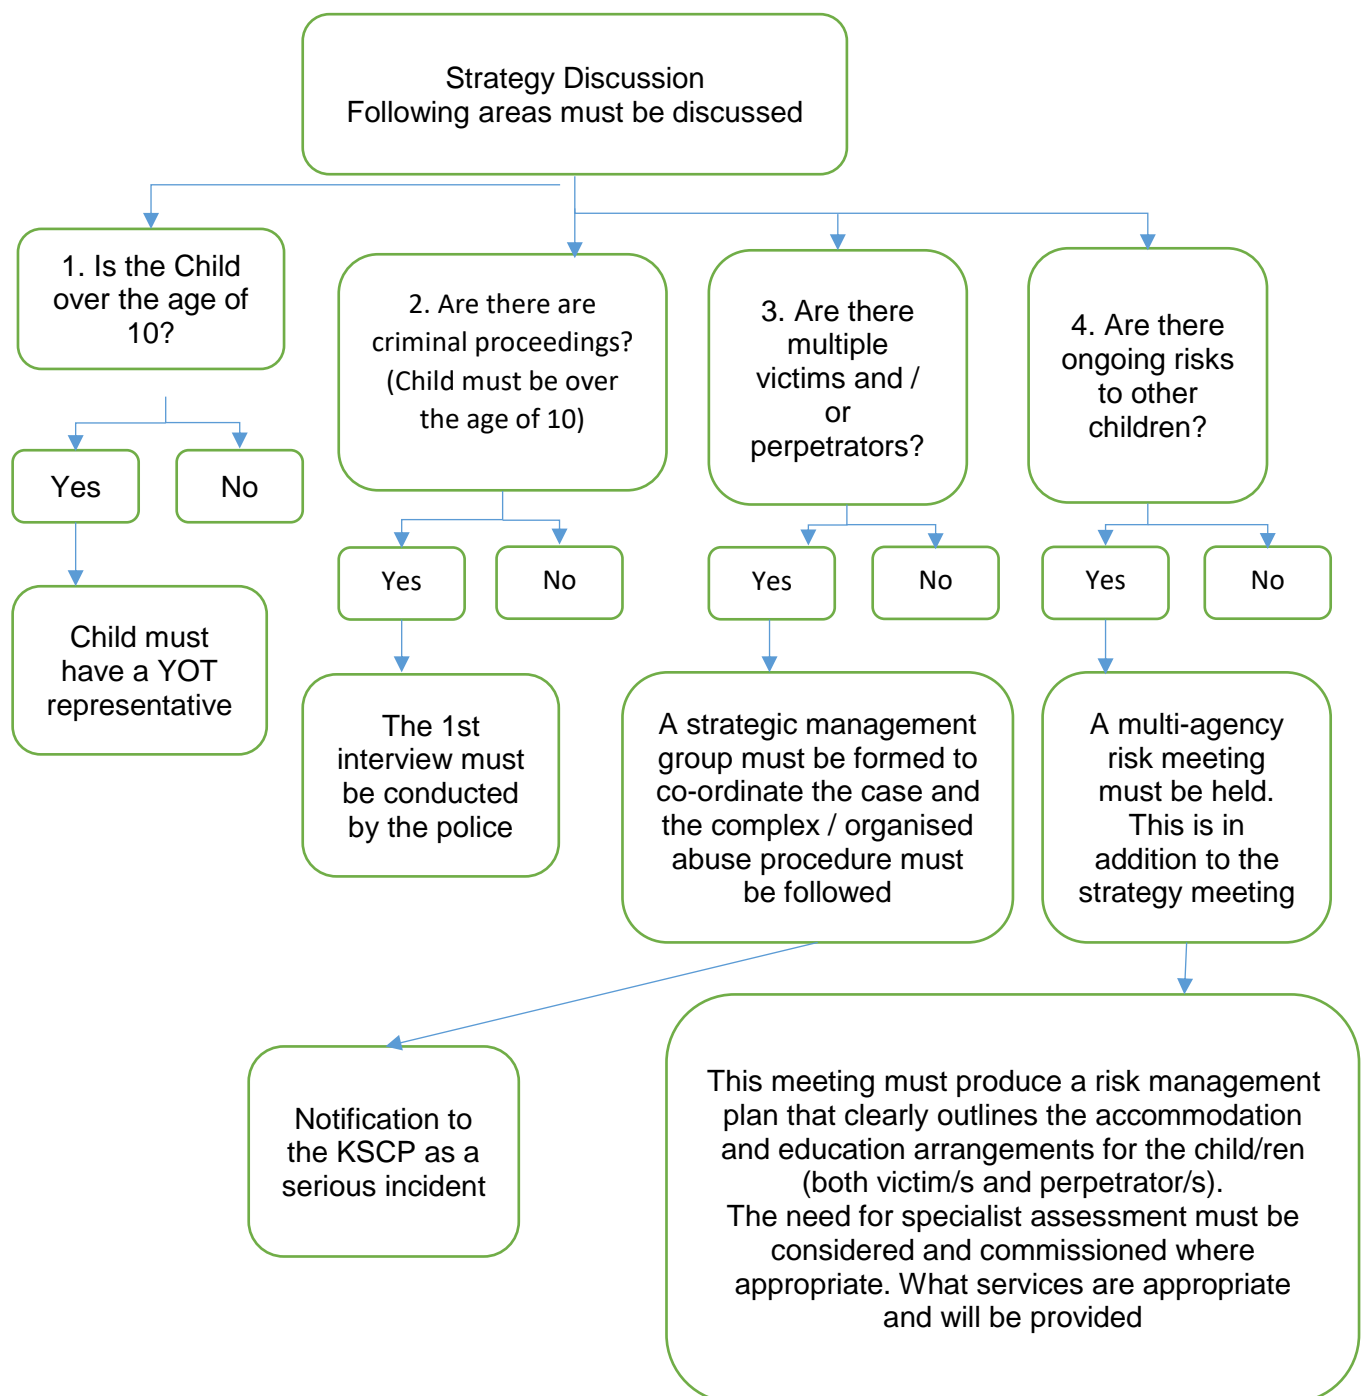 Strategy Discussion
Following areas must be discussed
1. Is the Child
over the age of
10?
Yes
No
Child must
have a YOT
representative
2. Are there are
criminal proceedings?
(Child must be over
the age of 10)
Yes
No
The 1st
interview must
be conducted
by the police
3. Are there
multiple
victims and /
or
perpetrators?
Yes
No
A strategic management
group must be formed to
co-ordinate the case and
the complex / organised
abuse procedure must
be followed
Notification to
the KSCP as a
serious incident
4. Are there
ongoing risks
to other
children?
Yes
No
A multi-agency
risk meeting
must be held.
This is in
addition to the
strategy meeting
This meeting must produce a risk management
plan that clearly outlines the accommodation
and education arrangements for the child/ren
(both victim/s and perpetrator/s).
The need for specialist assessment must be
considered and commissioned where
appropriate. What services are appropriate
and will be provided